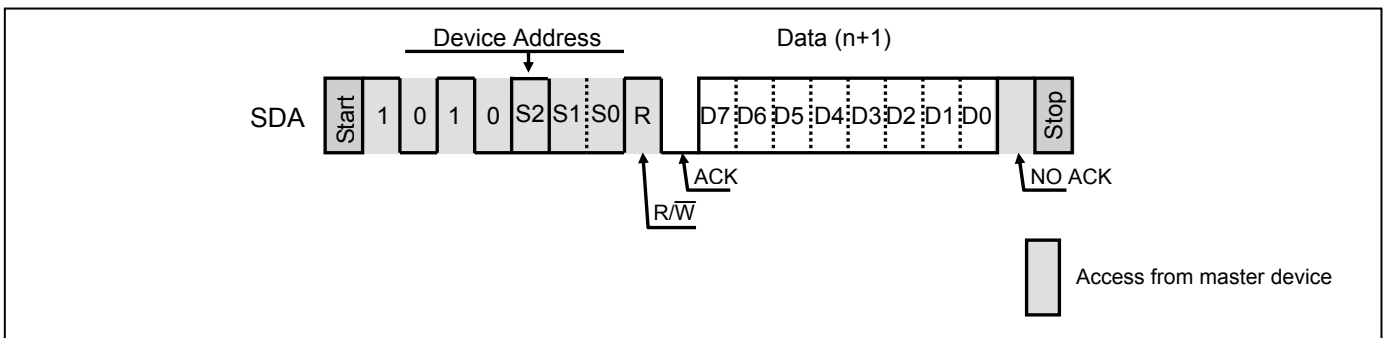 Device Address Data (n+1)
SDA Start 1 0 1 0 S2 S1 S0 R D7 D6 D5 D4 D3 D2 D1 D0 Stop
ACK NO ACK
R/W̅
Access from master device